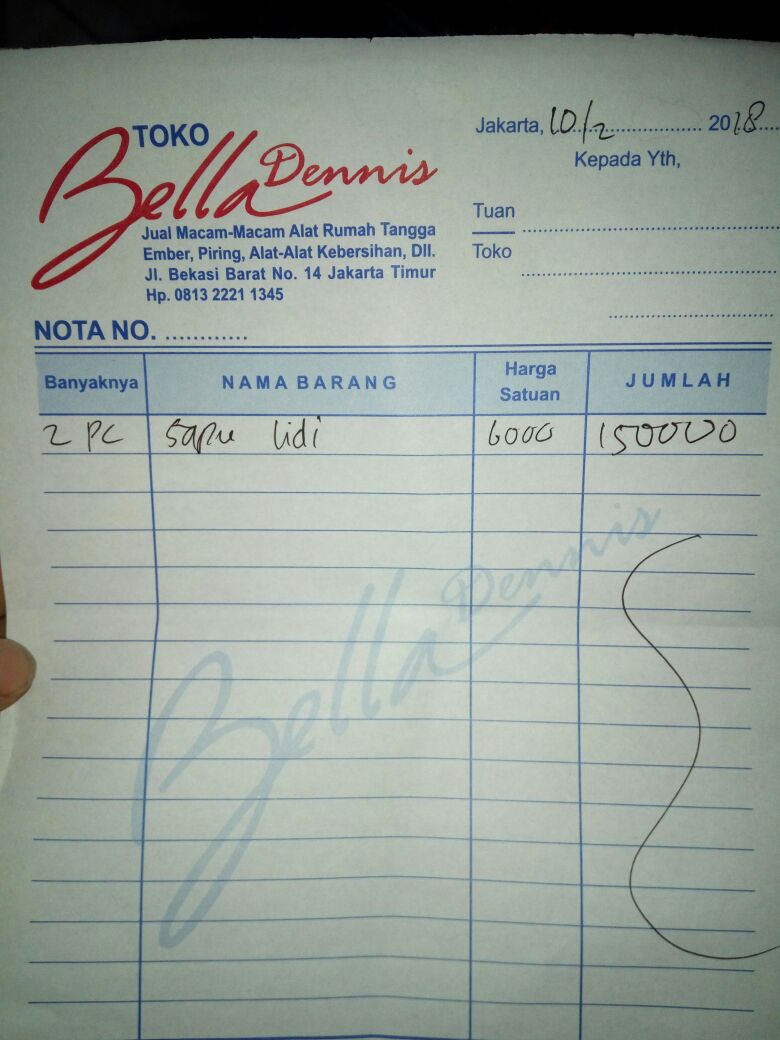 TOKO
Bella Dennis
Jual Macam-Macam Alat Rumah Tangga
Ember, Piring, Alat-Alat Kebersihan, Dll.
Jl. Bekasi Barat No. 14 Jakarta Timur
Hp. 0813 2221 1345
Jakarta, 10/2 2018
Kepada Yth,
Tuan
Toko
NOTA NO. ............
Banyaknya NAMA BARANG Harga Satuan JUMLAH
2 PC sapu lidi 6000 150000
Bella Dennis